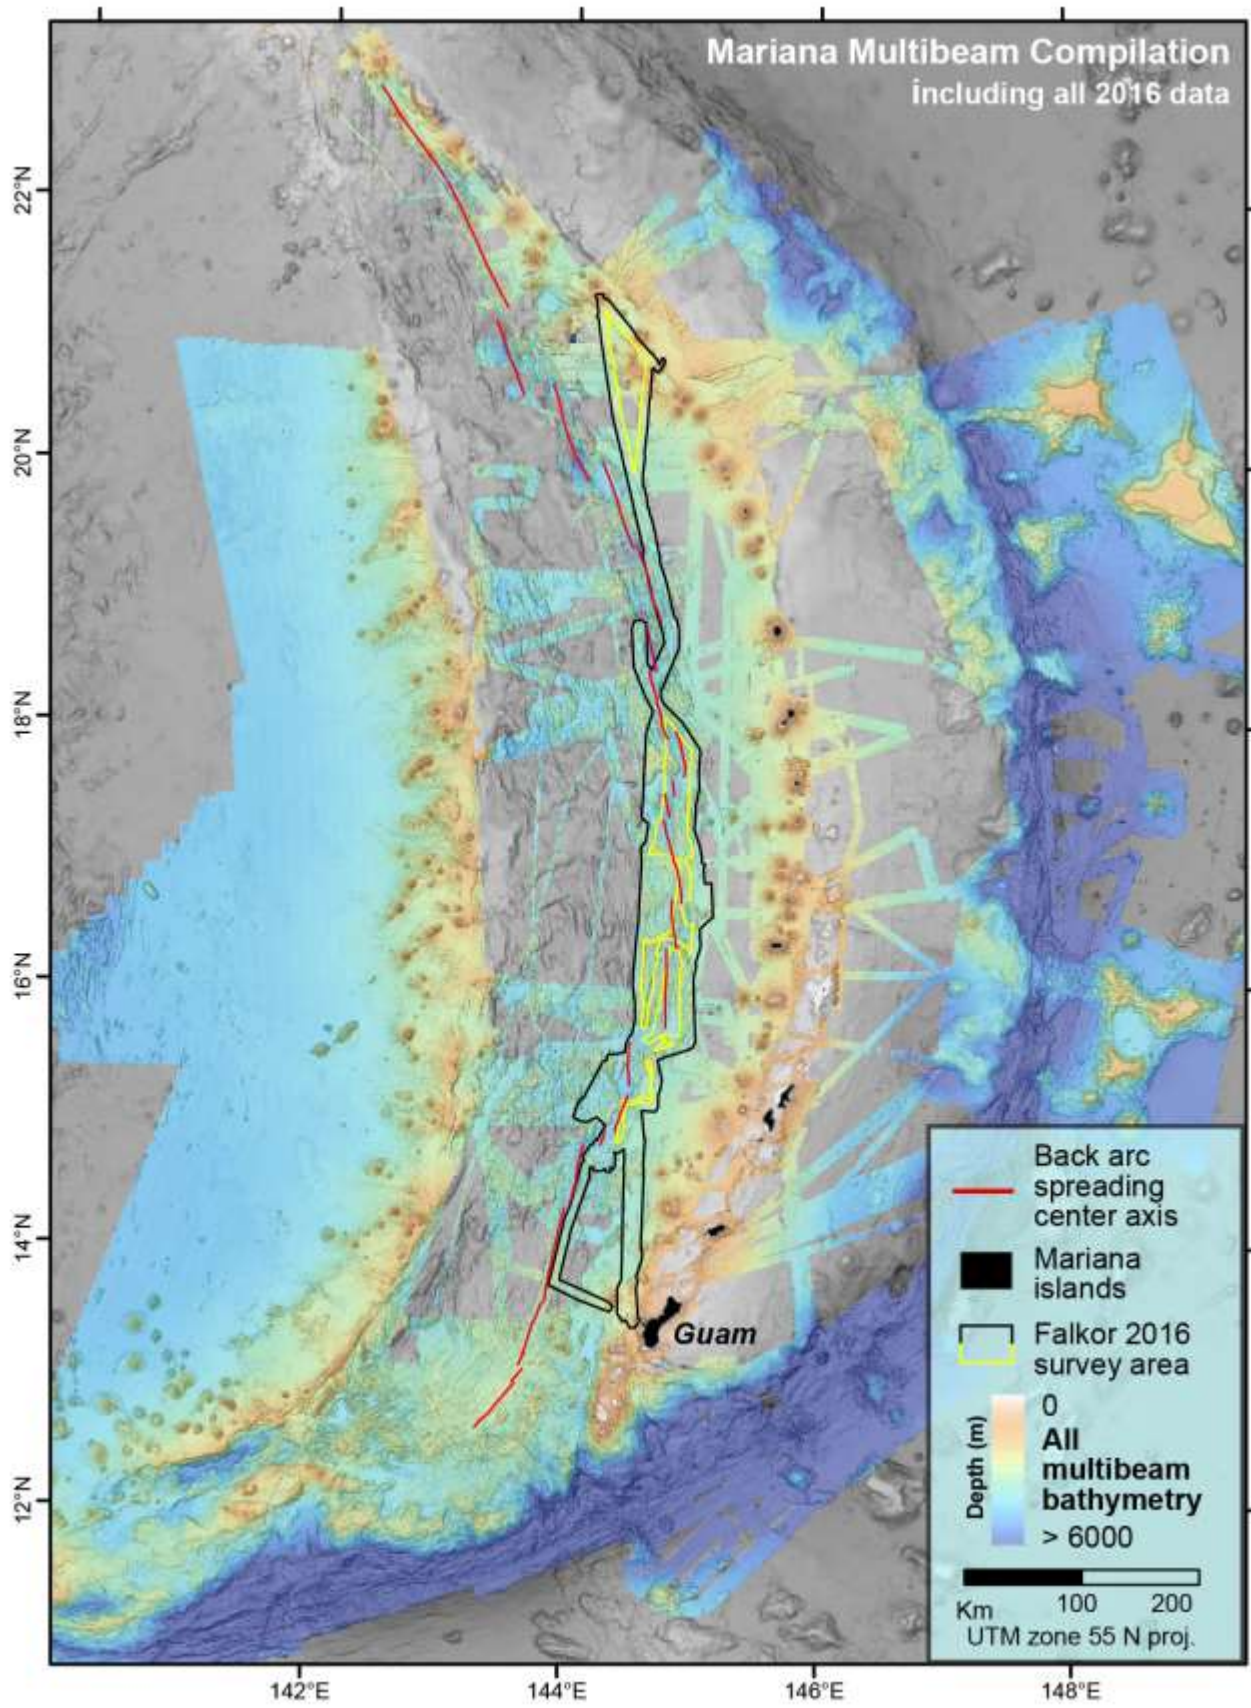 Mariana Multibeam Compilation
including all 2016 data
22°N
20°N
18°N
16°N
14°N
12°N
142°E
144°E
146°E
148°E
Guam
Back arc
spreading
center axis
Mariana
islands
Falkor 2016
survey area
Depth (m)
0
All
multibeam
bathymetry
> 6000
Km 100 200
UTM zone 55 N proj.